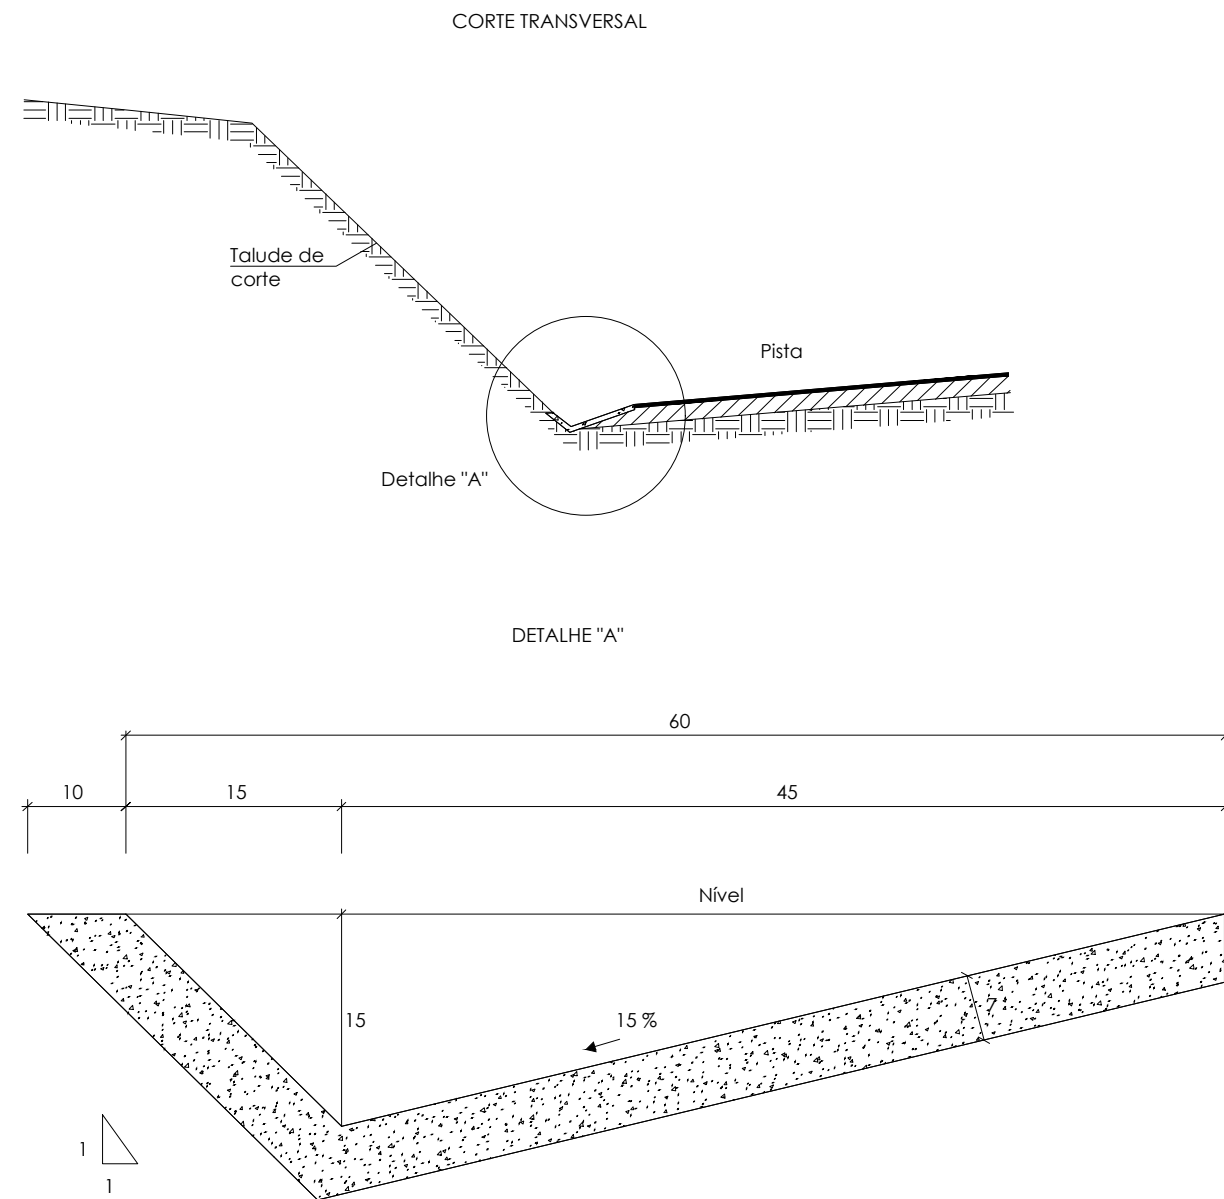 CORTE TRANSVERSAL
Talude de
corte
Pista
Detalhe "A"
DETALHE "A"
60
10
15
45
Nível
15
15 %
7
1
1